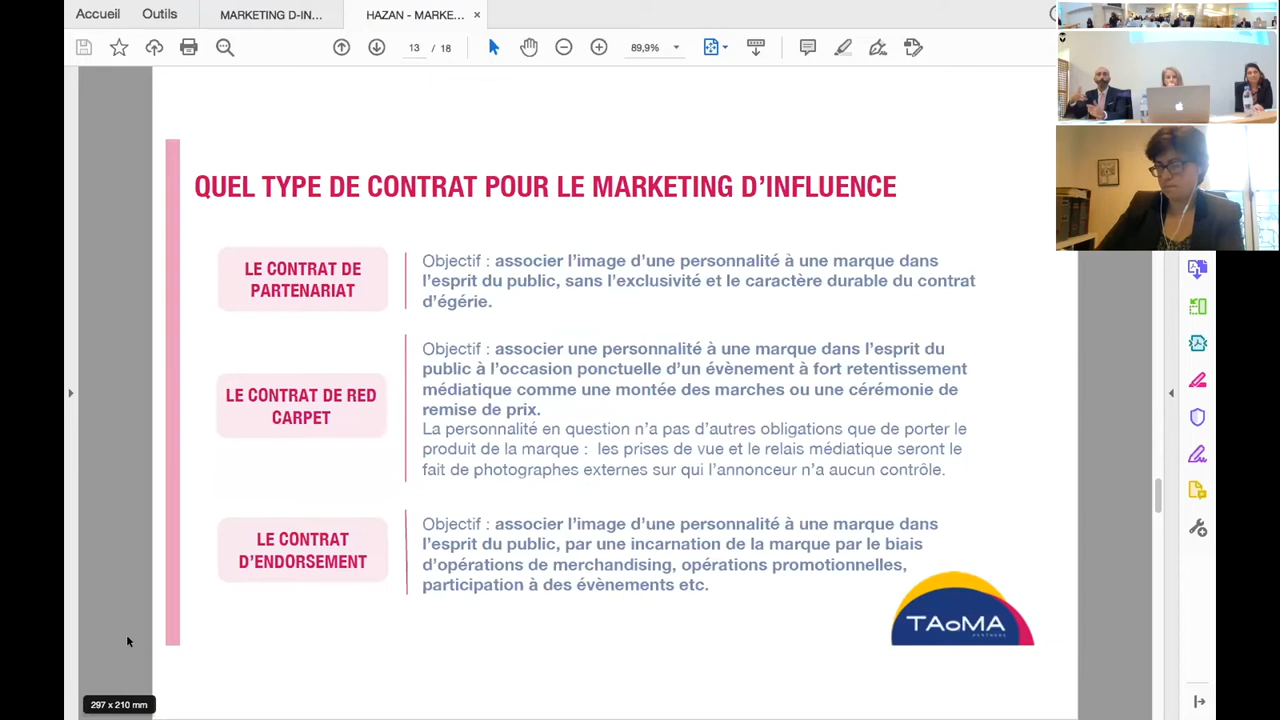 Accueil Outils MARKETING D-IN... HAZAN - MARKE... ×
13 / 18 89,9%
QUEL TYPE DE CONTRAT POUR LE MARKETING D’INFLUENCE
LE CONTRAT DE
PARTENARIAT
Objectif : associer l’image d’une personnalité à une marque dans
l’esprit du public, sans l’exclusivité et le caractère durable du contrat
d’égérie.
LE CONTRAT DE RED
CARPET
Objectif : associer une personnalité à une marque dans l’esprit du
public à l’occasion ponctuelle d’un évènement à fort retentissement
médiatique comme une montée des marches ou une cérémonie de
remise de prix.
La personnalité en question n’a pas d’autres obligations que de porter le
produit de la marque : les prises de vue et le relais médiatique seront le
fait de photographes externes sur qui l’annonceur n’a aucun contrôle.
LE CONTRAT
D’ENDORSEMENT
Objectif : associer l’image d’une personnalité à une marque dans
l’esprit du public, par une incarnation de la marque par le biais
d’opérations de merchandising, opérations promotionnelles,
participation à des évènements etc.
TAoMA
PARTNERS
297 x 210 mm